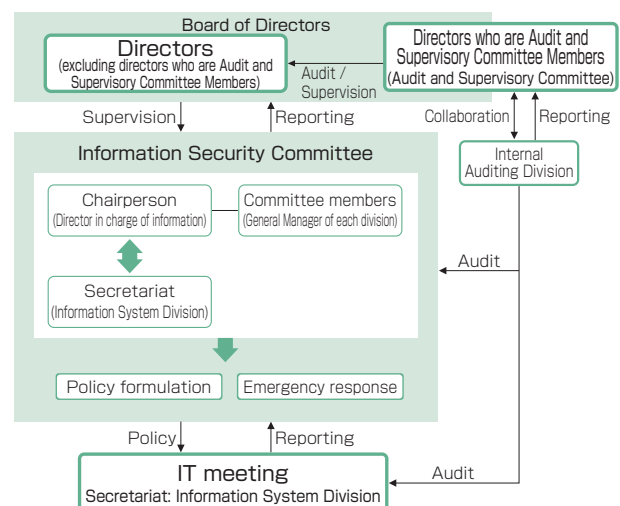 Board of Directors
Directors
(excluding directors who are Audit and
Supervisory Committee Members)
Audit /
Supervision
Directors who are Audit and
Supervisory Committee Members
(Audit and Supervisory Committee)
Supervision
Reporting
Collaboration
Reporting
Information Security Committee
Internal
Auditing Division
Chairperson
(Director in charge of information)
Committee members
(General Manager of each division)
Secretariat
(Information System Division)
Audit
Policy formulation
Emergency response
Policy
Reporting
IT meeting
Secretariat: Information System Division
Audit